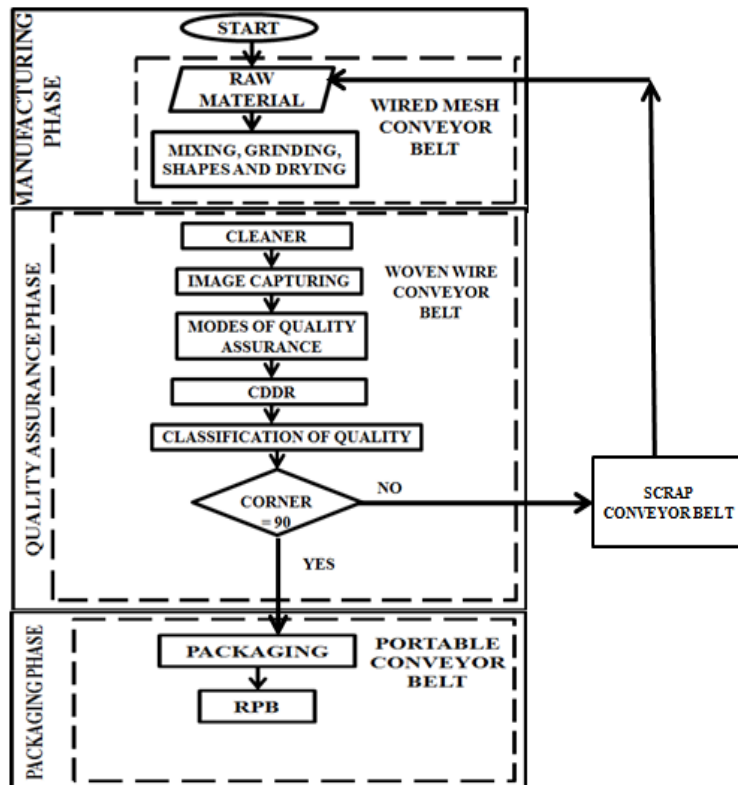 MANUFACTURING
PHASE
START
RAW
MATERIAL
MIXING, GRINDING,
SHAPES AND DRYING
WIRED MESH
CONVEYOR
BELT
QUALITY ASSURANCE PHASE
CLEANER
IMAGE CAPTURING
MODES OF QUALITY
ASSURANCE
CDDR
CLASSIFICATION OF QUALITY
CORNER
= 90
NO
YES
WOVEN WIRE
CONVEYOR
BELT
SCRAP
CONVEYOR BELT
PACKAGING PHASE
PACKAGING
RPB
PORTABLE
CONVEYOR
BELT